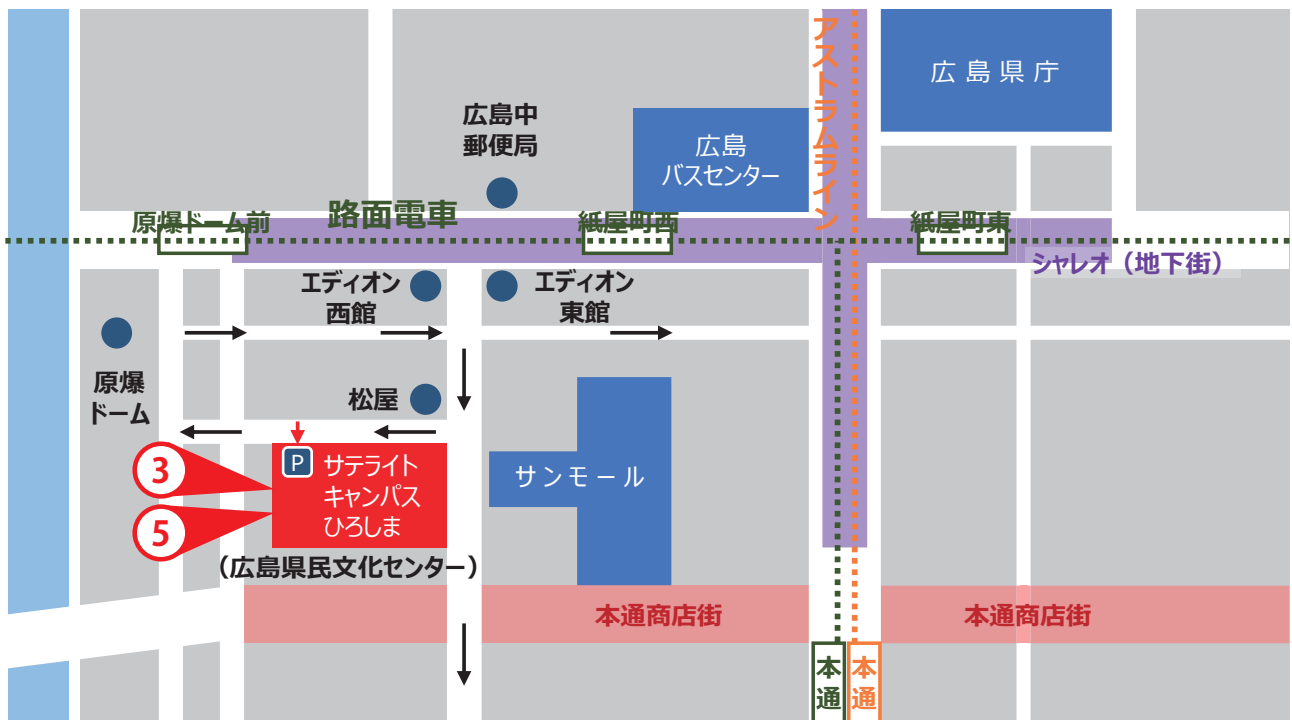 アストラムライン
広島県庁
広島中
郵便局
広島
バスセンター
原爆ドーム前
路面電車
紙屋町西
紙屋町東
シャレオ（地下街）
エディオン
西館
エディオン
東館
原爆
ドーム
松屋
3
P
サテライト
キャンパス
ひろしま
サンモール
5
（広島県民文化センター）
本通商店街
本通商店街
本通
本通